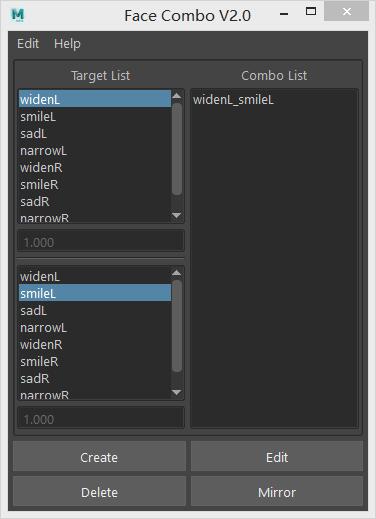 Face Combo V2.0
Edit Help
Target List
widenL
smileL
sadL
narrowL
widenR
smileR
sadR
narrowR
1.000
widenL
smileL
sadL
narrowL
widenR
smileR
sadR
narrowR
1.000
Combo List
widenL_smileL
Create
Edit
Delete
Mirror